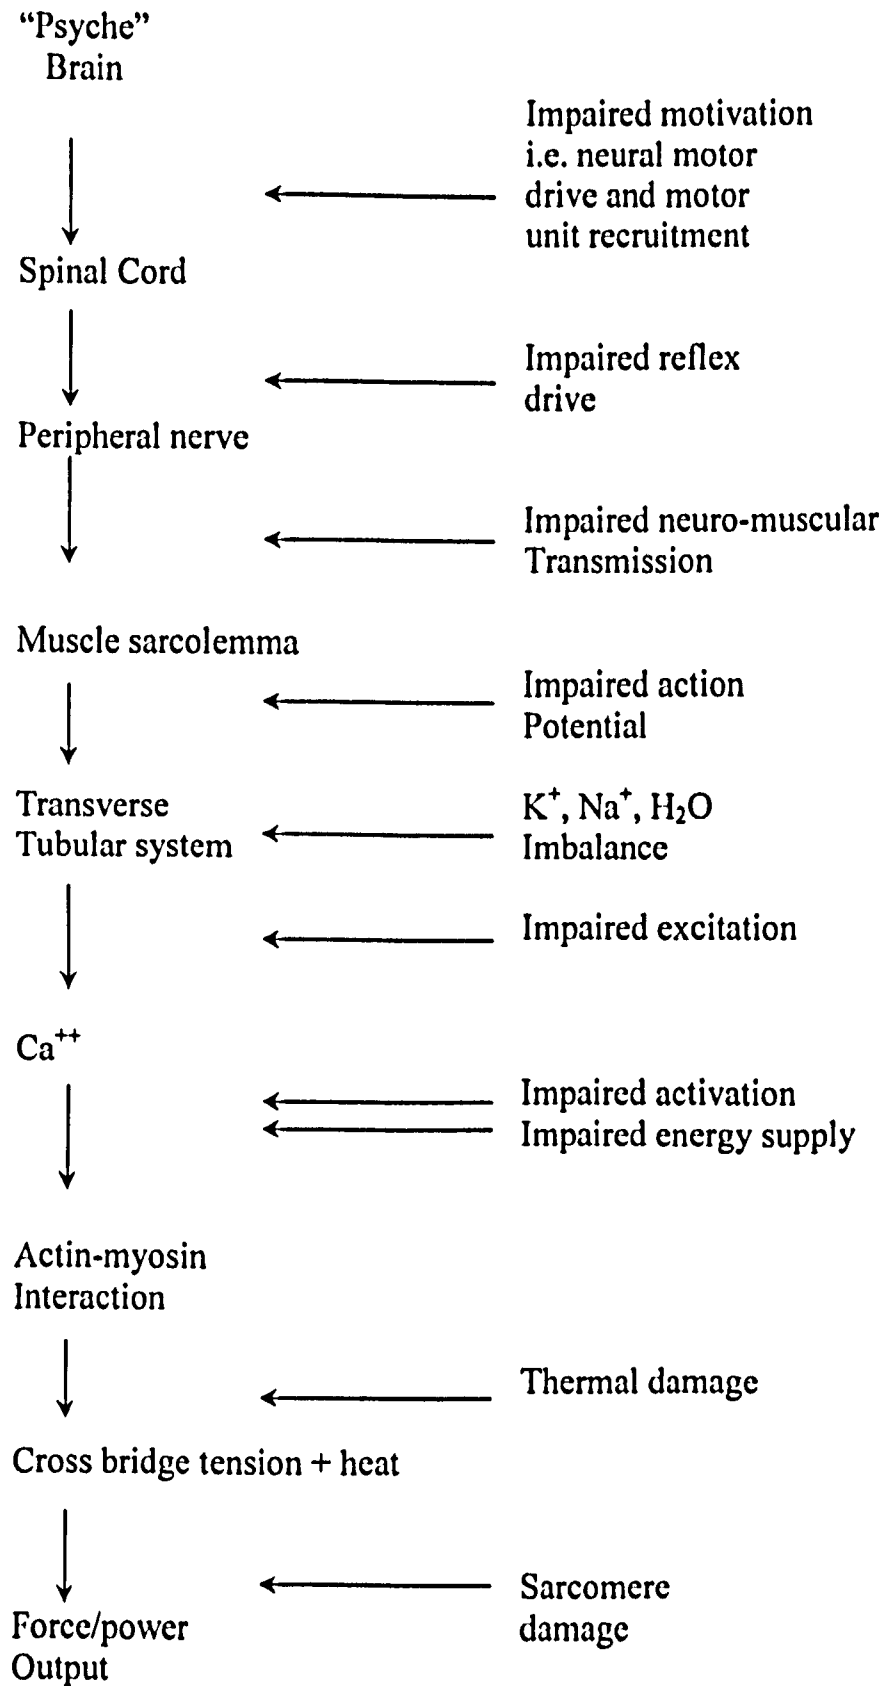 “Psyche”
Brain
Impaired motivation
i.e. neural motor
drive and motor
unit recruitment
Spinal Cord
Impaired reflex
drive
Peripheral nerve
Impaired neuro-muscular
Transmission
Muscle sarcolemma
Impaired action
Potential
Transverse
Tubular system
K⁺, Na⁺, H₂O
Imbalance
Impaired excitation
Ca⁺⁺
Impaired activation
Impaired energy supply
Actin-myosin
Interaction
Thermal damage
Cross bridge tension + heat
Sarcomere
damage
Force/power
Output